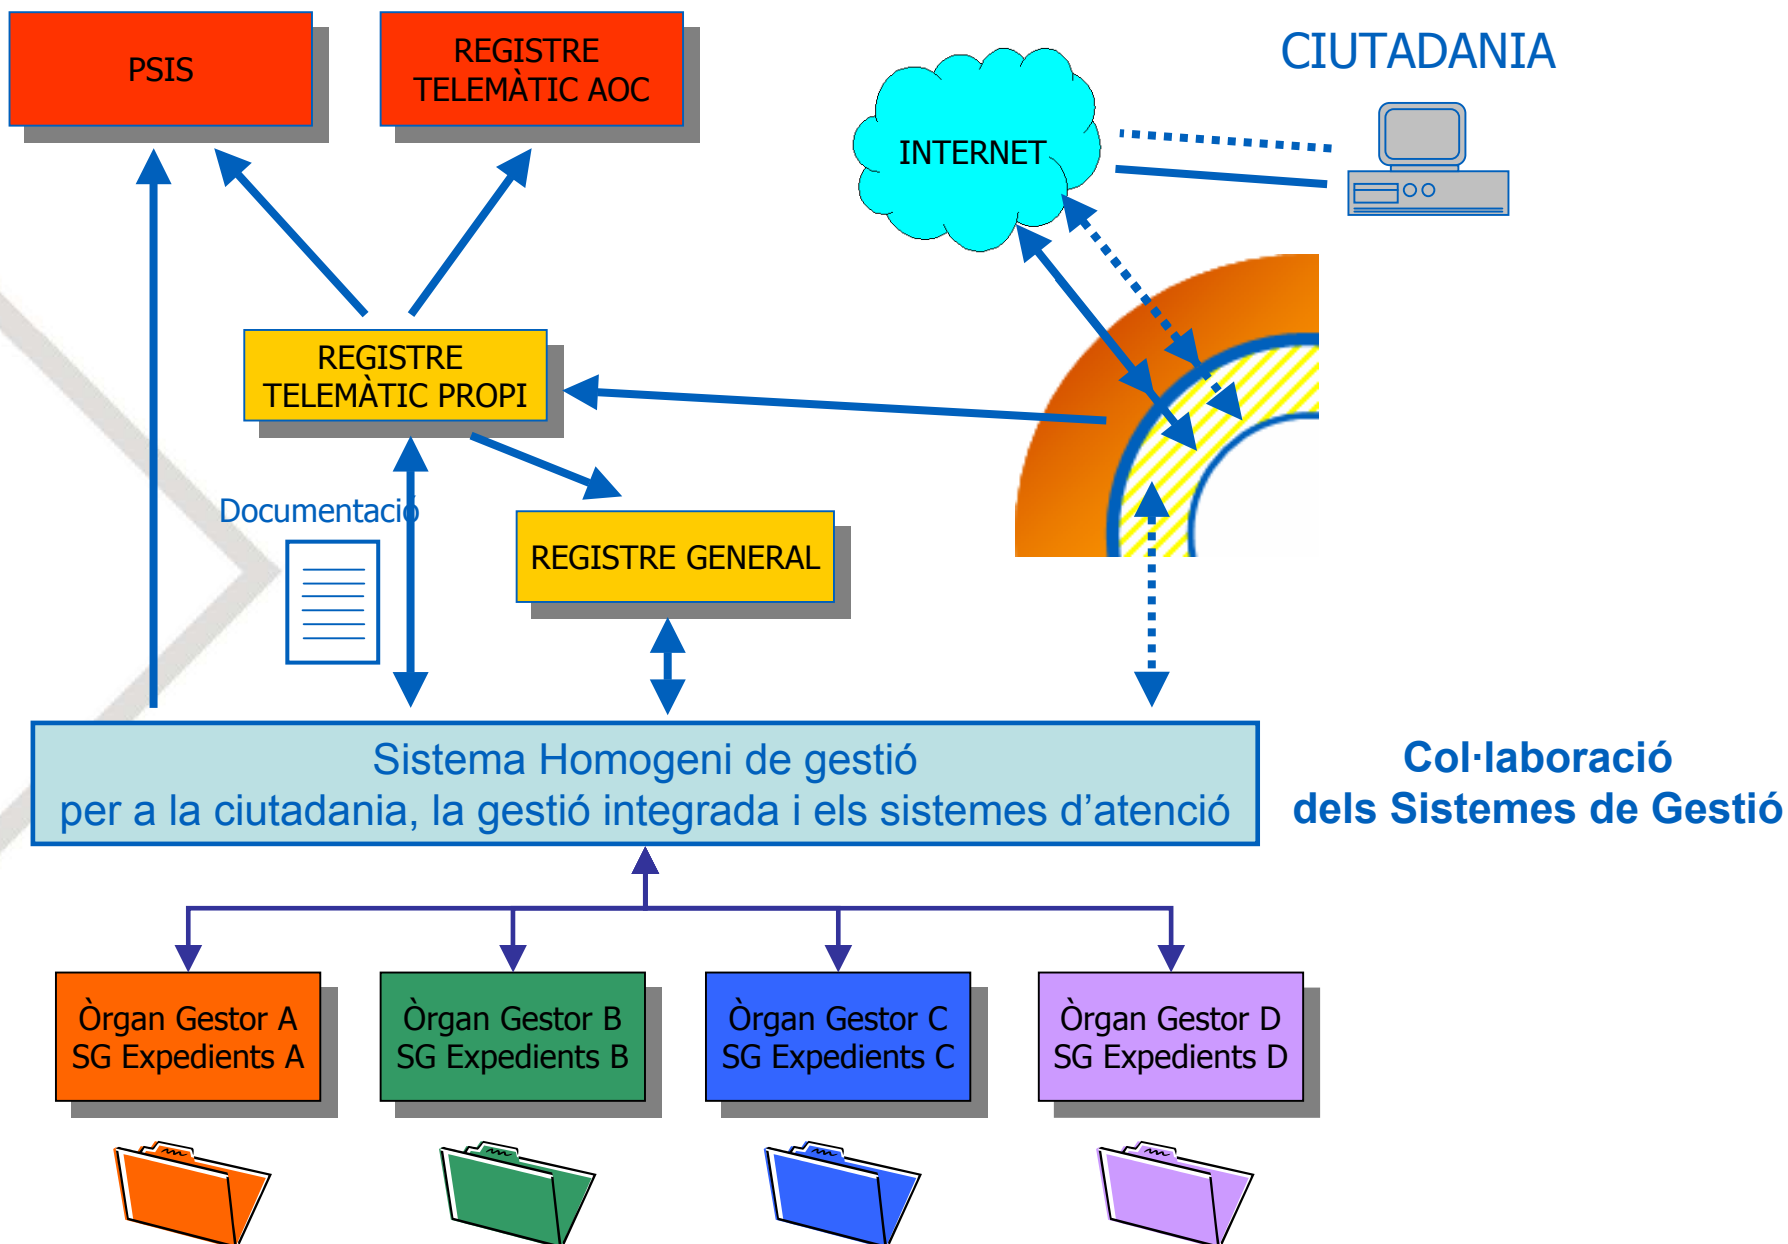 PSIS
REGISTRE
TELEMÀTIC AOC
CIUTADANIA
INTERNET
REGISTRE
TELEMÀTIC PROPI
Documentació
REGISTRE GENERAL
Sistema Homogeni de gestió
per a la ciutadania, la gestió integrada i els sistemes d’atenció
Col·laboració
dels Sistemes de Gestió
Òrgan Gestor A
SG Expedients A
Òrgan Gestor B
SG Expedients B
Òrgan Gestor C
SG Expedients C
Òrgan Gestor D
SG Expedients D